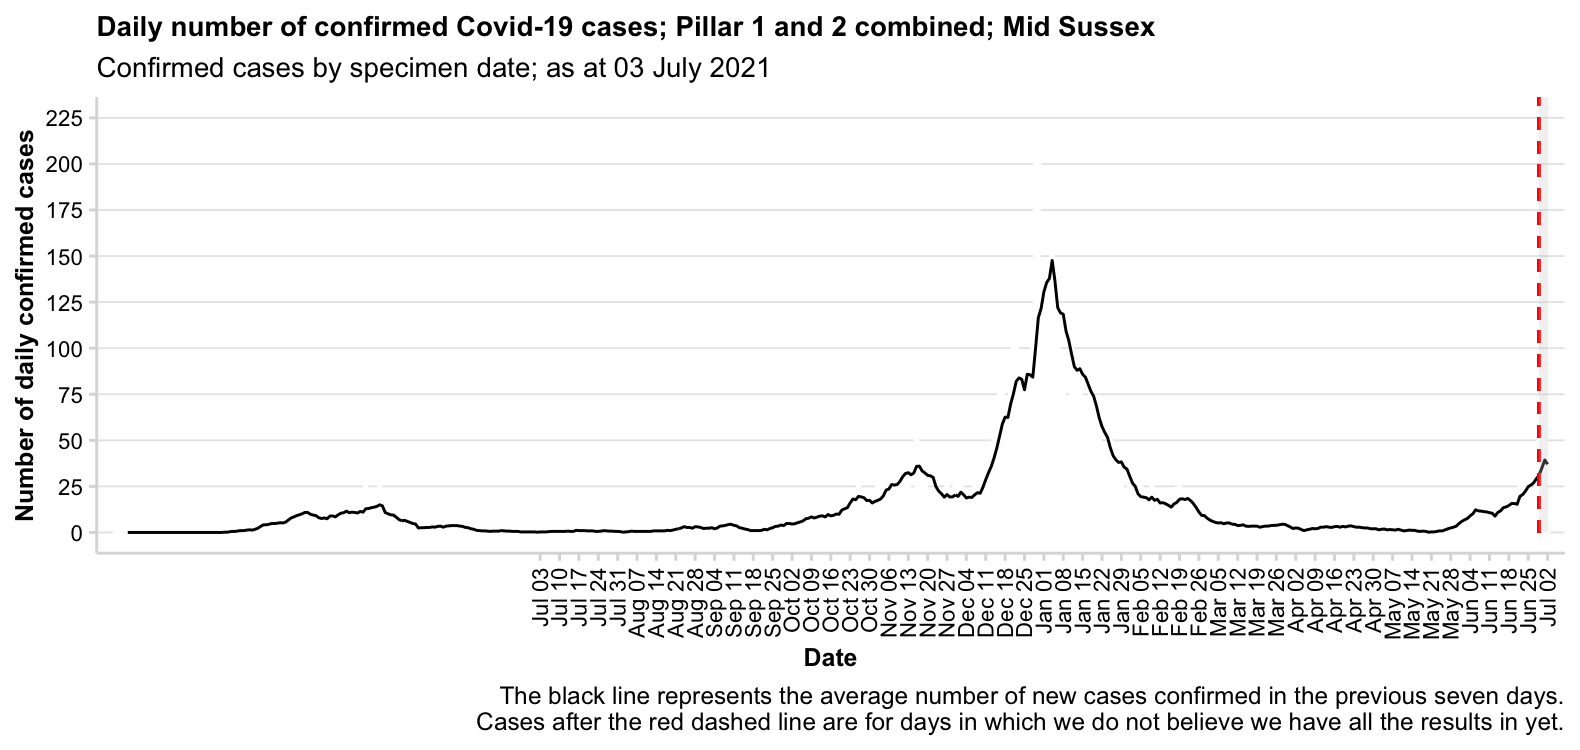 Daily number of confirmed Covid-19 cases; Pillar 1 and 2 combined; Mid Sussex
Confirmed cases by specimen date; as at 03 July 2021
Number of daily confirmed cases
225
200
175
150
125
100
75
50
25
0
Jul 03
Jul 10
Jul 17
Jul 24
Jul 31
Aug 07
Aug 14
Aug 21
Aug 28
Sep 04
Sep 11
Sep 18
Sep 25
Oct 02
Oct 09
Oct 16
Oct 23
Oct 30
Nov 06
Nov 13
Nov 20
Nov 27
Dec 04
Dec 11
Dec 18
Dec 25
Jan 01
Jan 08
Jan 15
Jan 22
Jan 29
Feb 05
Feb 12
Feb 19
Feb 26
Mar 05
Mar 12
Mar 19
Mar 26
Apr 02
Apr 09
Apr 16
Apr 23
Apr 30
May 07
May 14
May 21
May 28
Jun 04
Jun 11
Jun 18
Jun 25
Jul 02
Date
The black line represents the average number of new cases confirmed in the previous seven days.
Cases after the red dashed line are for days in which we do not believe we have all the results in yet.